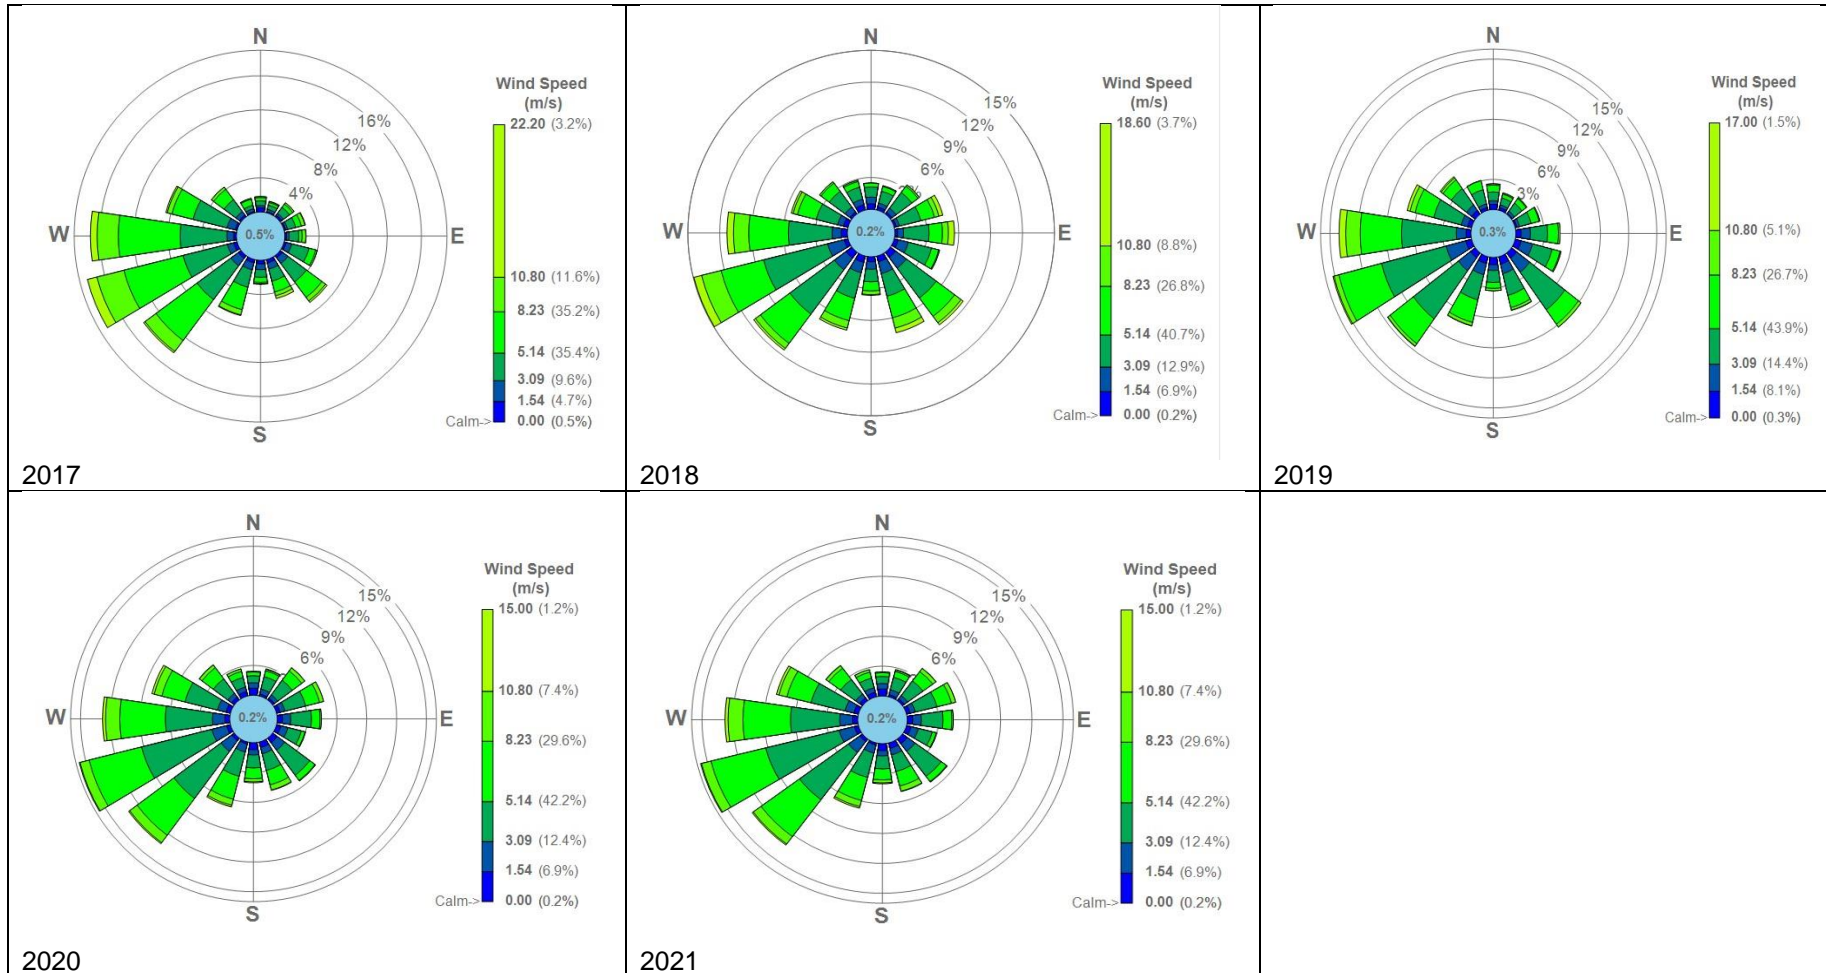 N
Wind Speed
(m/s)
22.20 (3.2%)
16%
12%
8%
4%
W
0.5%
E
10.80 (11.6%)
8.23 (35.2%)
5.14 (35.4%)
3.09 (9.6%)
1.54 (4.7%)
Calm-> 0.00 (0.5%)
S
2017
N
Wind Speed
(m/s)
18.60 (3.7%)
15%
12%
9%
6%
W
0.2%
E
10.80 (8.8%)
8.23 (26.8%)
5.14 (40.7%)
3.09 (12.9%)
1.54 (6.9%)
Calm-> 0.00 (0.2%)
S
2018
N
Wind Speed
(m/s)
17.00 (1.5%)
15%
12%
9%
6%
3%
W
0.3%
E
10.80 (5.1%)
8.23 (26.7%)
5.14 (43.9%)
3.09 (14.4%)
1.54 (8.1%)
Calm-> 0.00 (0.3%)
S
2019
N
Wind Speed
(m/s)
15.00 (1.2%)
15%
12%
9%
6%
W
0.2%
E
10.80 (7.4%)
8.23 (29.6%)
5.14 (42.2%)
3.09 (12.4%)
1.54 (6.9%)
Calm-> 0.00 (0.2%)
S
2020
N
Wind Speed
(m/s)
15.00 (1.2%)
15%
12%
9%
6%
W
0.2%
E
10.80 (7.4%)
8.23 (29.6%)
5.14 (42.2%)
3.09 (12.4%)
1.54 (6.9%)
Calm-> 0.00 (0.2%)
S
2021